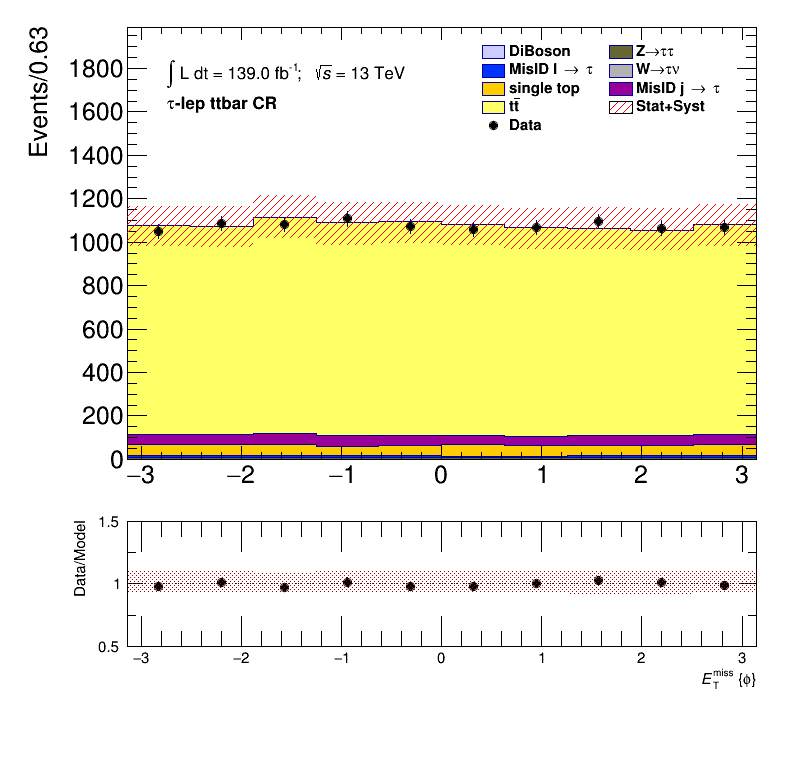 Events/0.63
1800
1600
1400
1200
1000
800
600
400
200
0
∫ L dt = 139.0 fb⁻¹; √s = 13 TeV
τ-lep ttbar CR
DiBoson
Z→ττ
MisID l → τ
W→τν
single top
MisID j → τ
tt̄
Stat+Syst
Data
−3 −2 −1 0 1 2 3
Data/Model
1.5
1
0.5
−3 −2 −1 0 1 2 3
E_T^miss {ϕ}